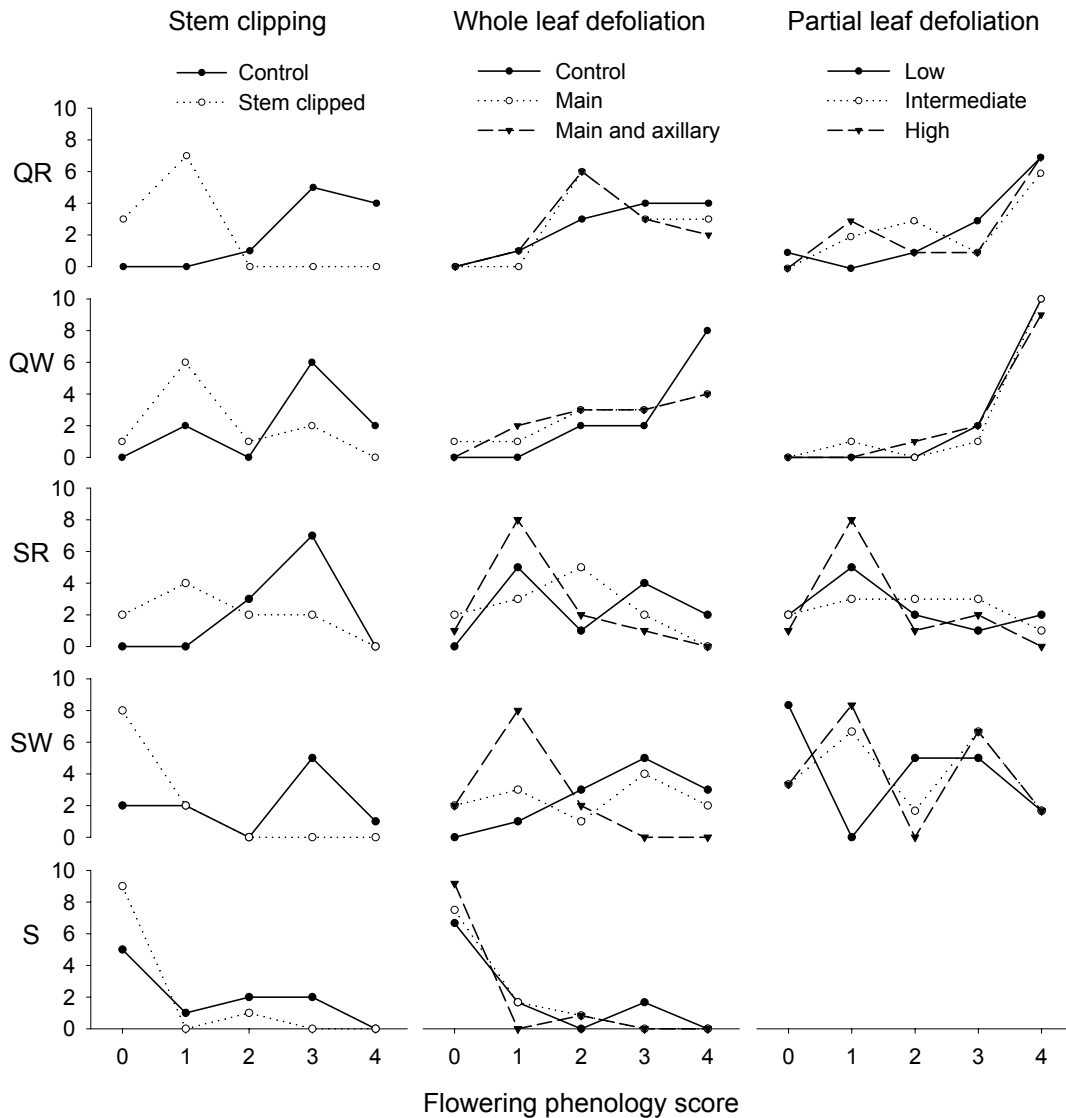 Stem clipping Whole leaf defoliation Partial leaf defoliation
Control Control Low
Stem clipped Main Intermediate
Main and axillary High
10
8
QR 6
4
2
0
10
8
QW 6
4
2
0
10
8
SR 6
4
2
0
10
8
SW 6
4
2
0
10
8
S 6
4
2
0
0 1 2 3 4 0 1 2 3 4 0 1 2 3 4
Flowering phenology score